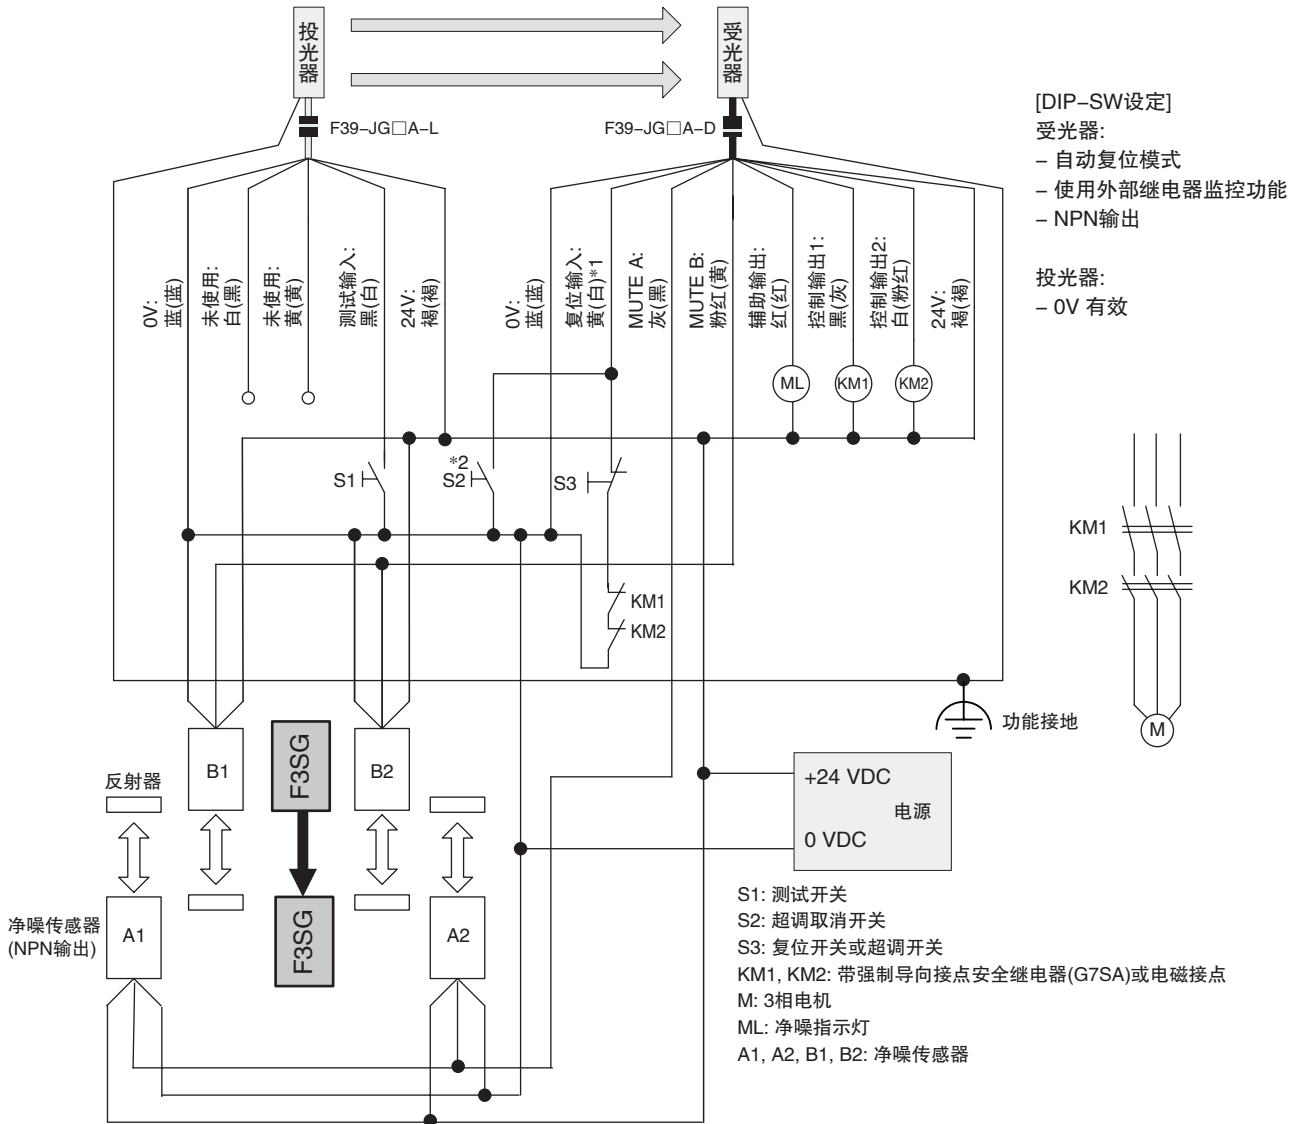 投光器
受光器
F39-JG□A-L
F39-JG□A-D
[DIP-SW设定]
受光器:
- 自动复位模式
- 使用外部继电器监控功能
- NPN输出
投光器:
- 0V 有效
0V:
蓝(蓝)
未使用:
白(黑)
未使用:
黄(黄)
测试输入:
黑(白)
24V:
褐(褐)
0V:
蓝(蓝)
复位输入:
黄(白)*1
MUTE A:
灰(黑)
MUTE B:
粉红(黄)
辅助输出:
红(红)
控制输出1:
黑(灰)
控制输出2:
白(粉红)
24V:
褐(褐)
ML
KM1
KM2
S1
*2
S2
S3
KM1
KM2
KM1
KM2
M
功能接地
B1
F3SG
B2
反射器
+24 VDC
电源
0 VDC
净噪传感器
(NPN输出)
A1
F3SG
A2
S1: 测试开关
S2: 超调取消开关
S3: 复位开关或超调开关
KM1, KM2: 带强制导向接点安全继电器(G7SA)或电磁接点
M: 3相电机
ML: 净噪指示灯
A1, A2, B1, B2: 净噪传感器